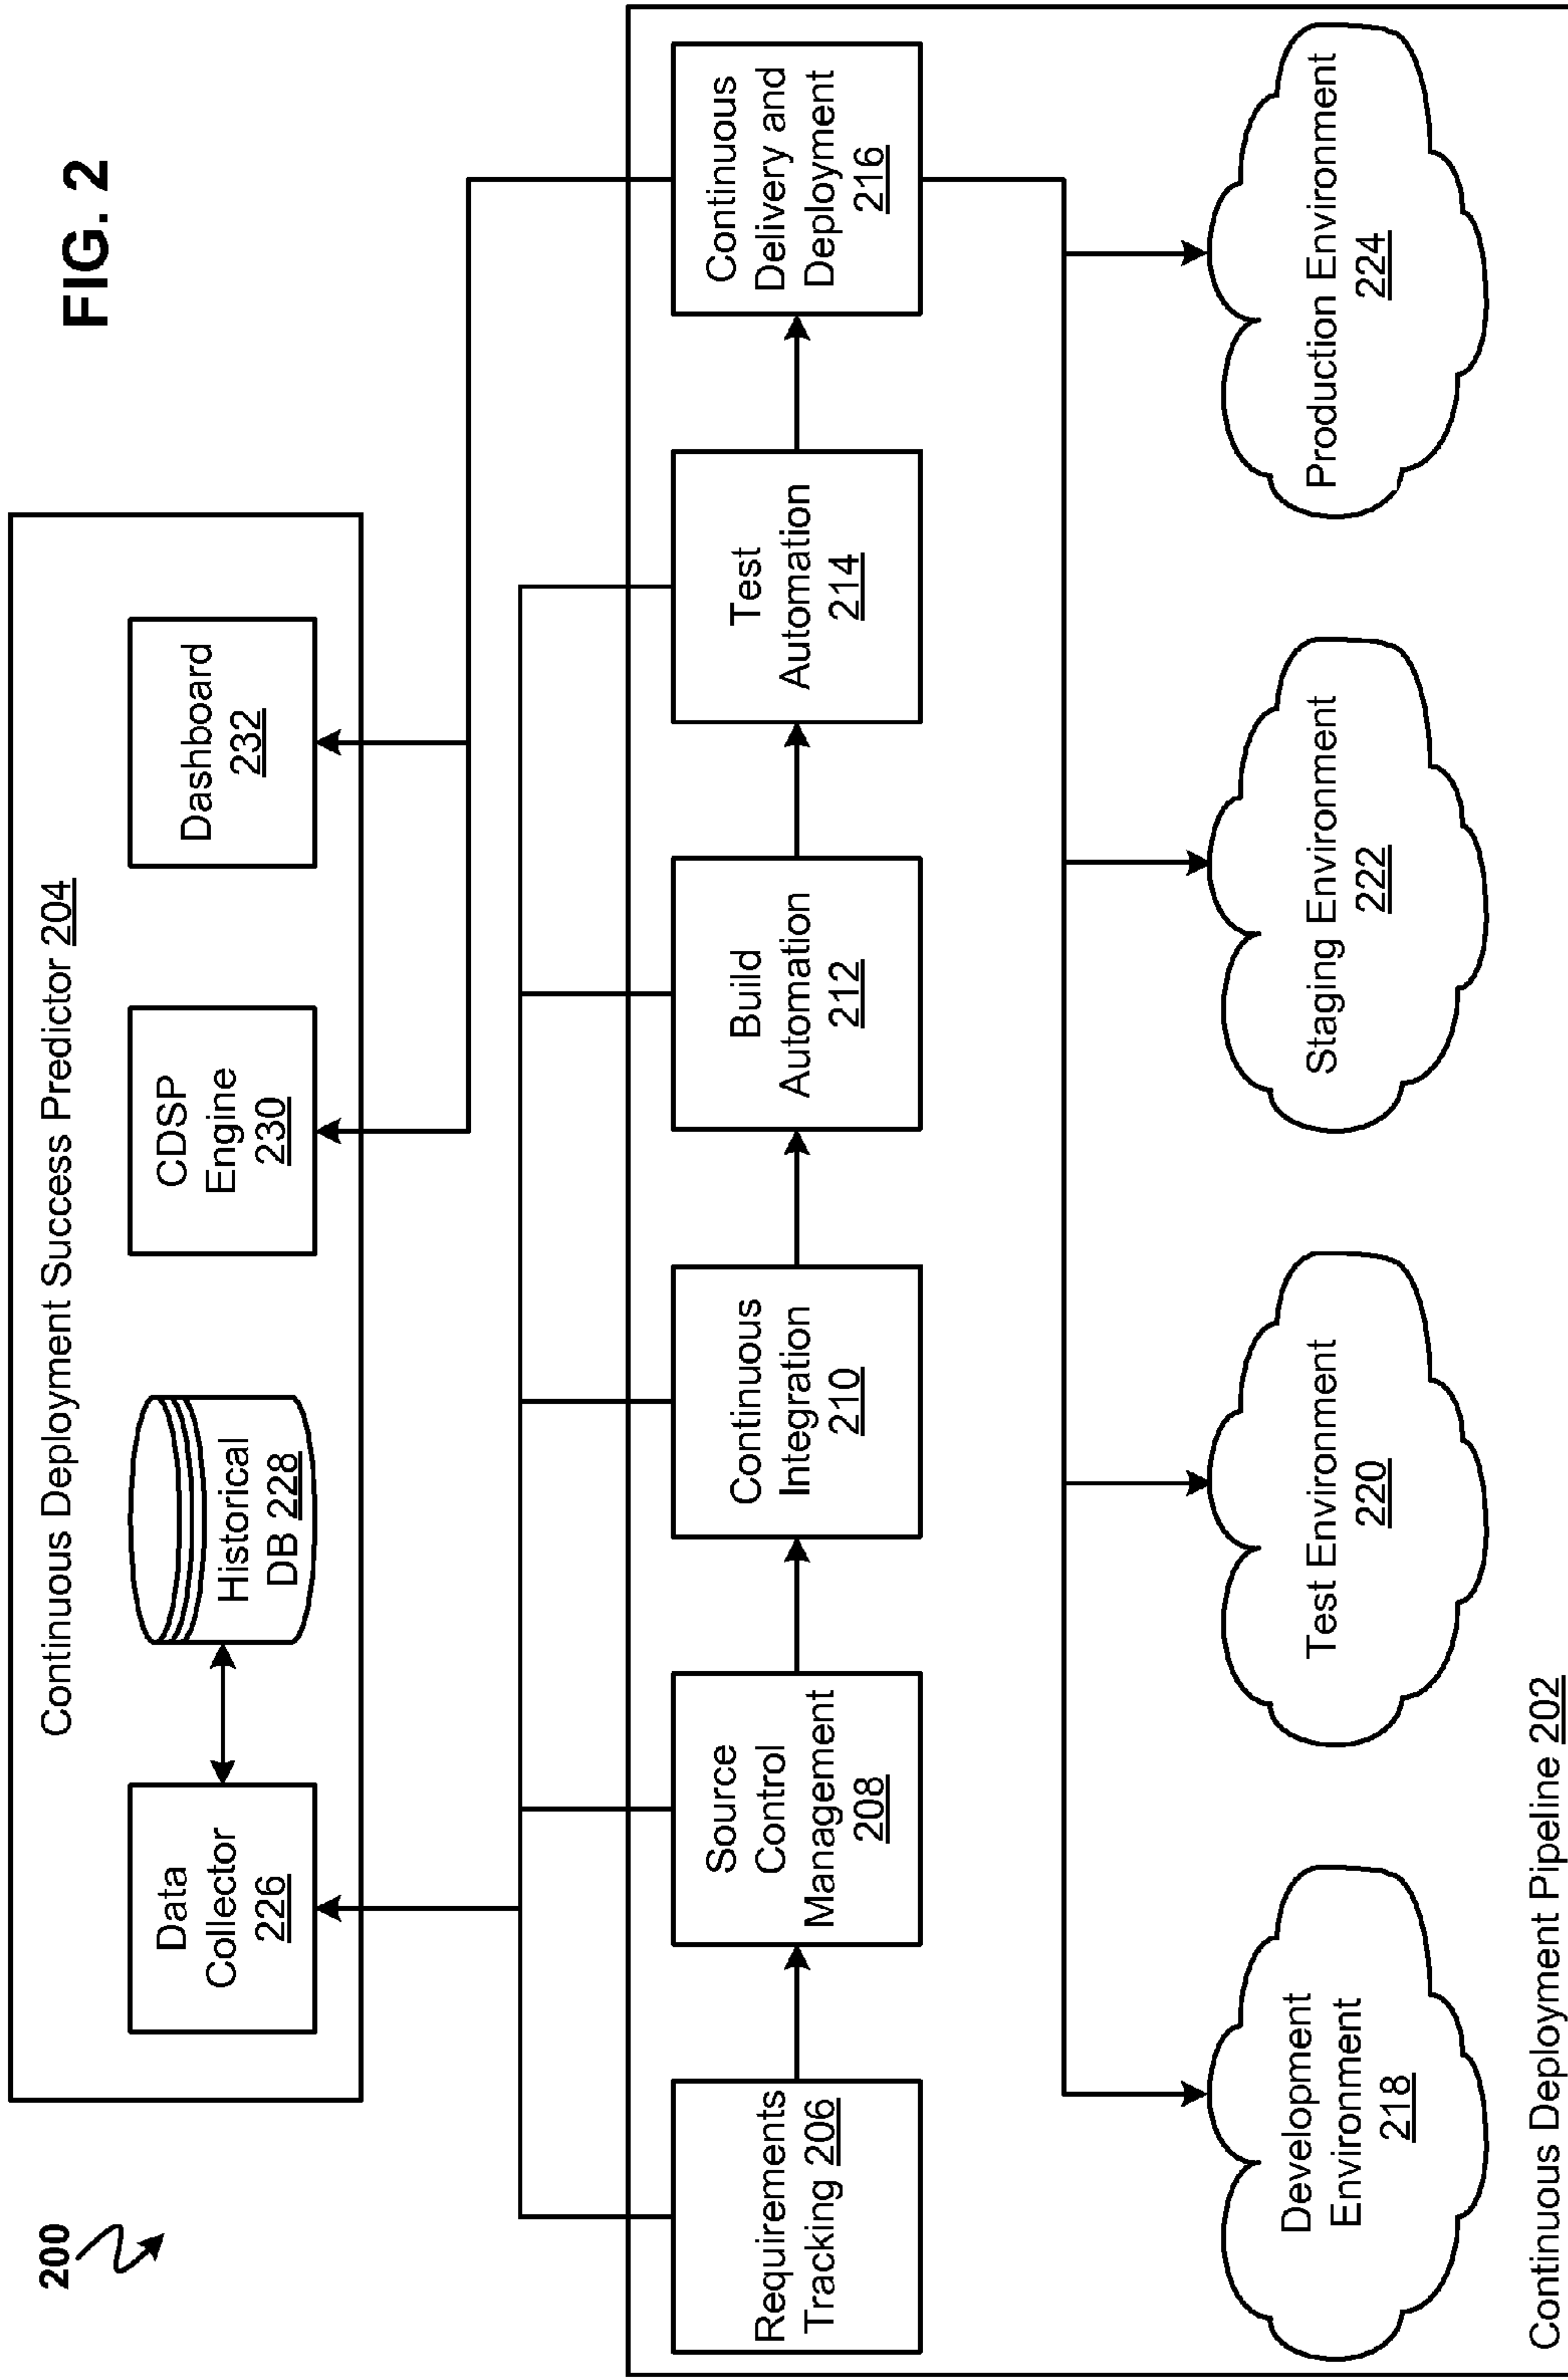 FIG. 2
200
Continuous Deployment Success Predictor 204
Data
Collector
226
Historical
DB 228
CDSP
Engine
230
Dashboard
232
Requirements
Tracking 206
Source
Control
Management
208
Continuous
Integration
210
Build
Automation
212
Test
Automation
214
Continuous
Delivery and
Deployment
216
Development
Environment
218
Test Environment
220
Staging Environment
222
Production Environment
224
Continuous Deployment Pipeline 202